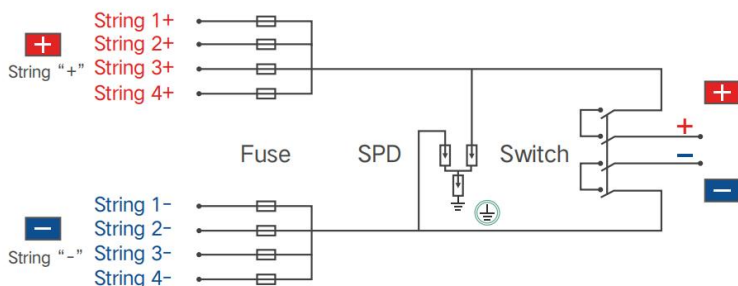 String 1+
String 2+
String 3+
String 4+
+
String “+”
+
Fuse
SPD
Switch
+
−
−
String 1−
String 2−
String 3−
String 4−
−
String “-”